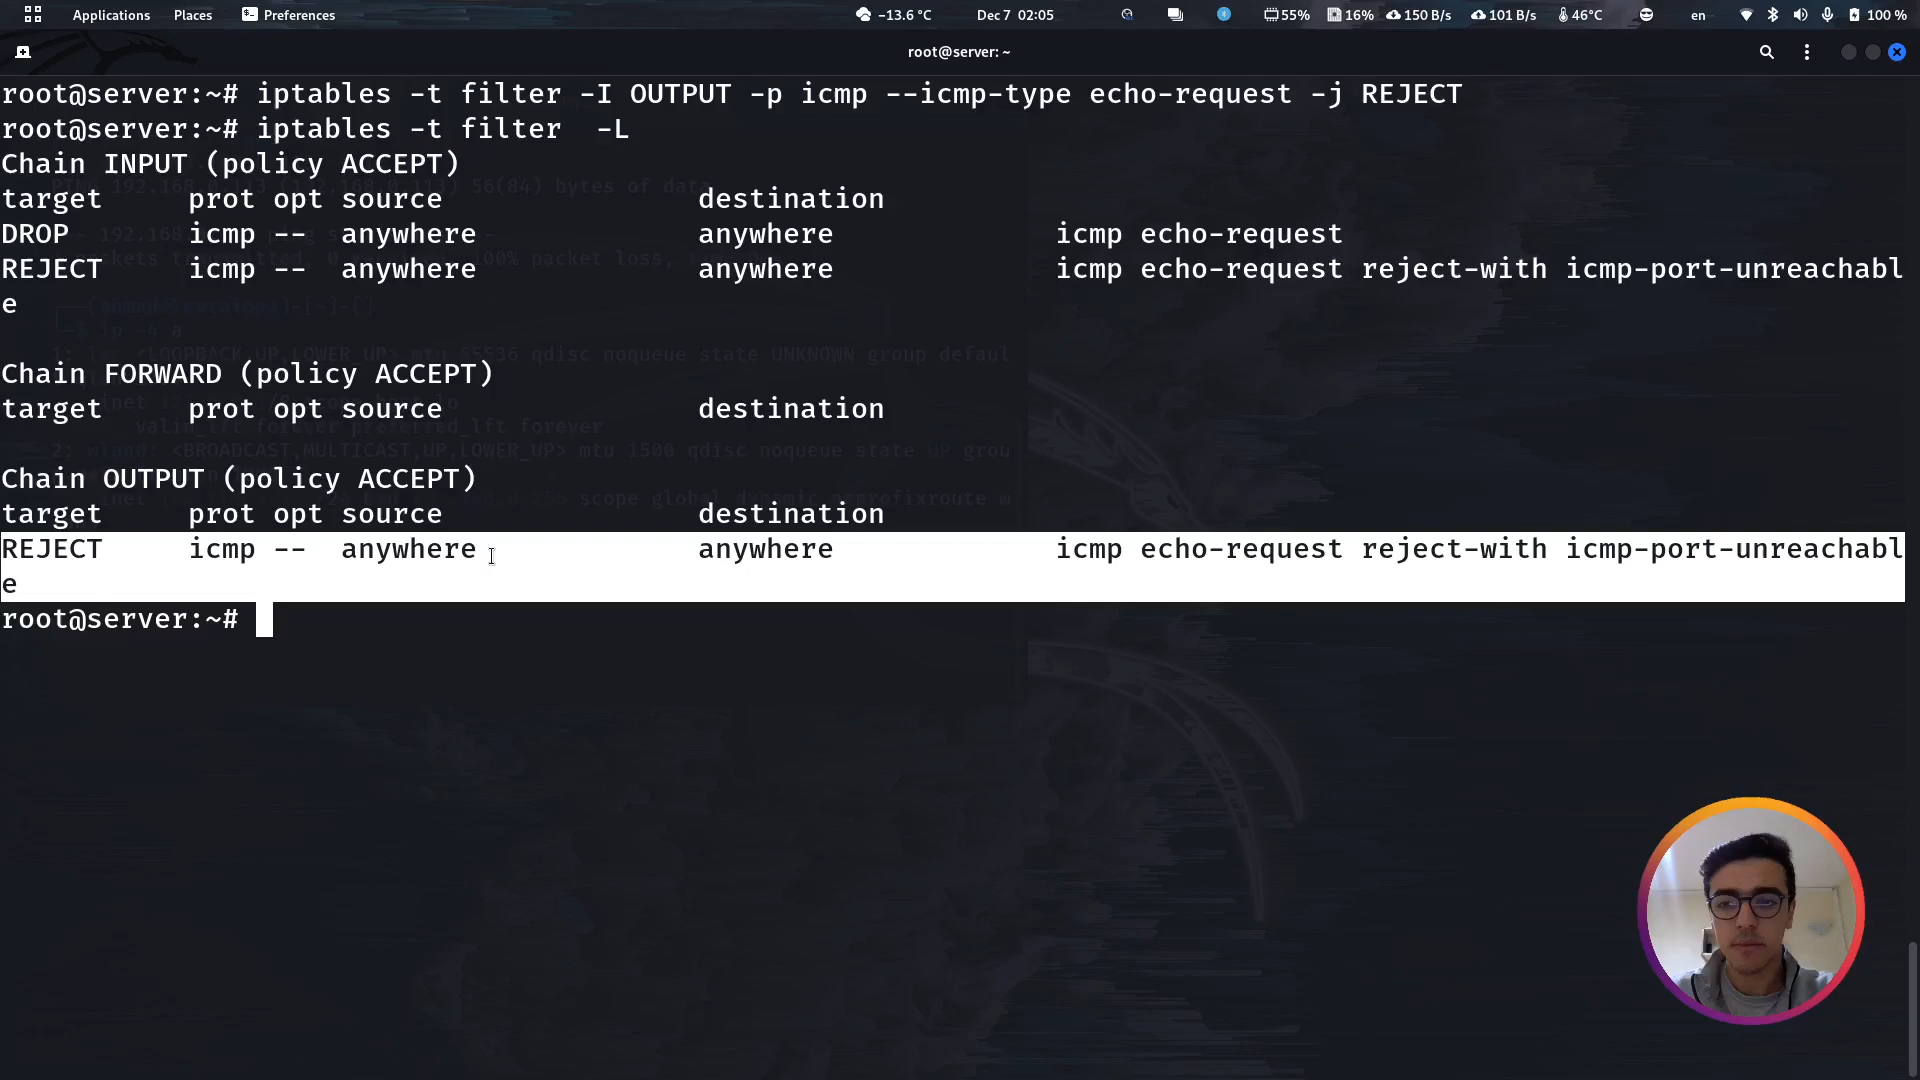 Applications Places Preferences −13.6 °C Dec 7 02:05 55% 16% 150 B/s 101 B/s 46°C en 100 %
root@server: ~
root@server:~# iptables -t filter -I OUTPUT -p icmp --icmp-type echo-request -j REJECT
root@server:~# iptables -t filter  -L
Chain INPUT (policy ACCEPT)
target     prot opt source               destination
DROP       icmp --  anywhere             anywhere             icmp echo-request
REJECT     icmp --  anywhere             anywhere             icmp echo-request reject-with icmp-port-unreachabl
e
Chain FORWARD (policy ACCEPT)
target     prot opt source               destination
Chain OUTPUT (policy ACCEPT)
target     prot opt source               destination
REJECT     icmp --  anywhere             anywhere             icmp echo-request reject-with icmp-port-unreachabl
e
root@server:~#